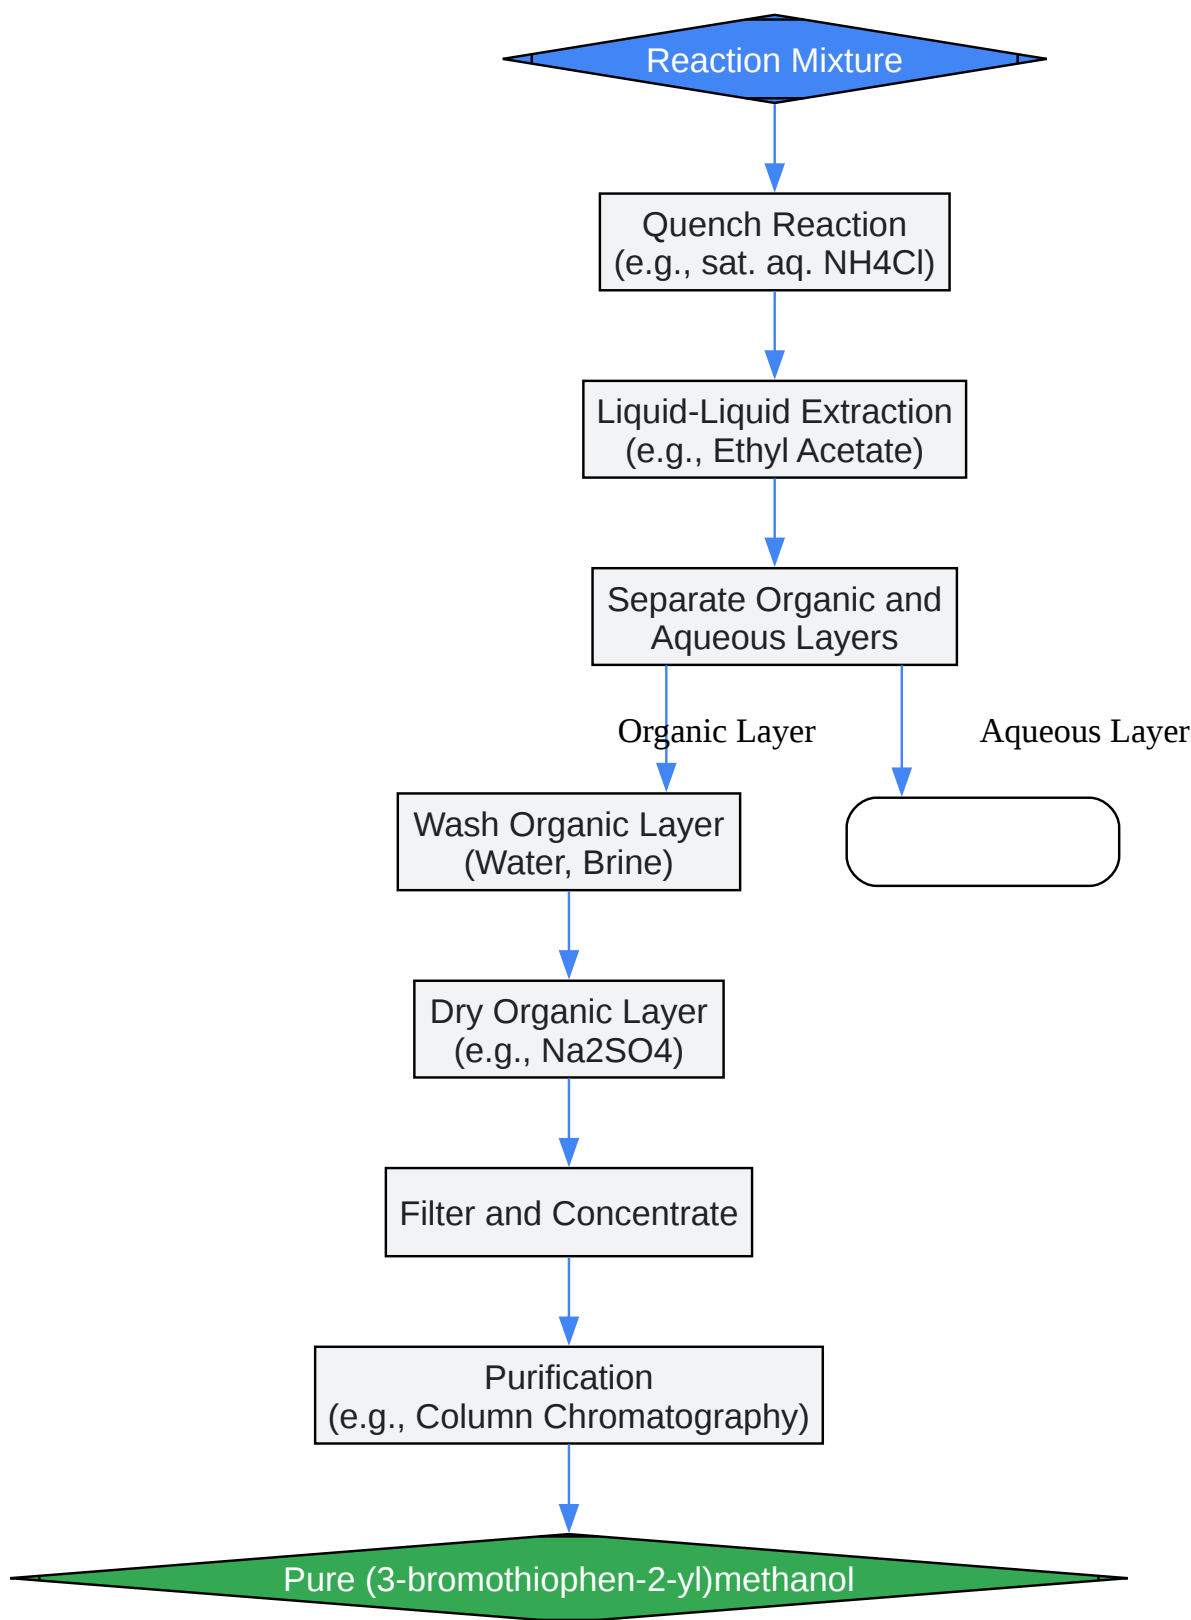 Reaction Mixture
Quench Reaction
(e.g., sat. aq. NH4Cl)
Liquid-Liquid Extraction
(e.g., Ethyl Acetate)
Separate Organic and
Aqueous Layers
Organic Layer
Aqueous Layer
Wash Organic Layer
(Water, Brine)
Dry Organic Layer
(e.g., Na2SO4)
Filter and Concentrate
Purification
(e.g., Column Chromatography)
Pure (3-bromothiophen-2-yl)methanol